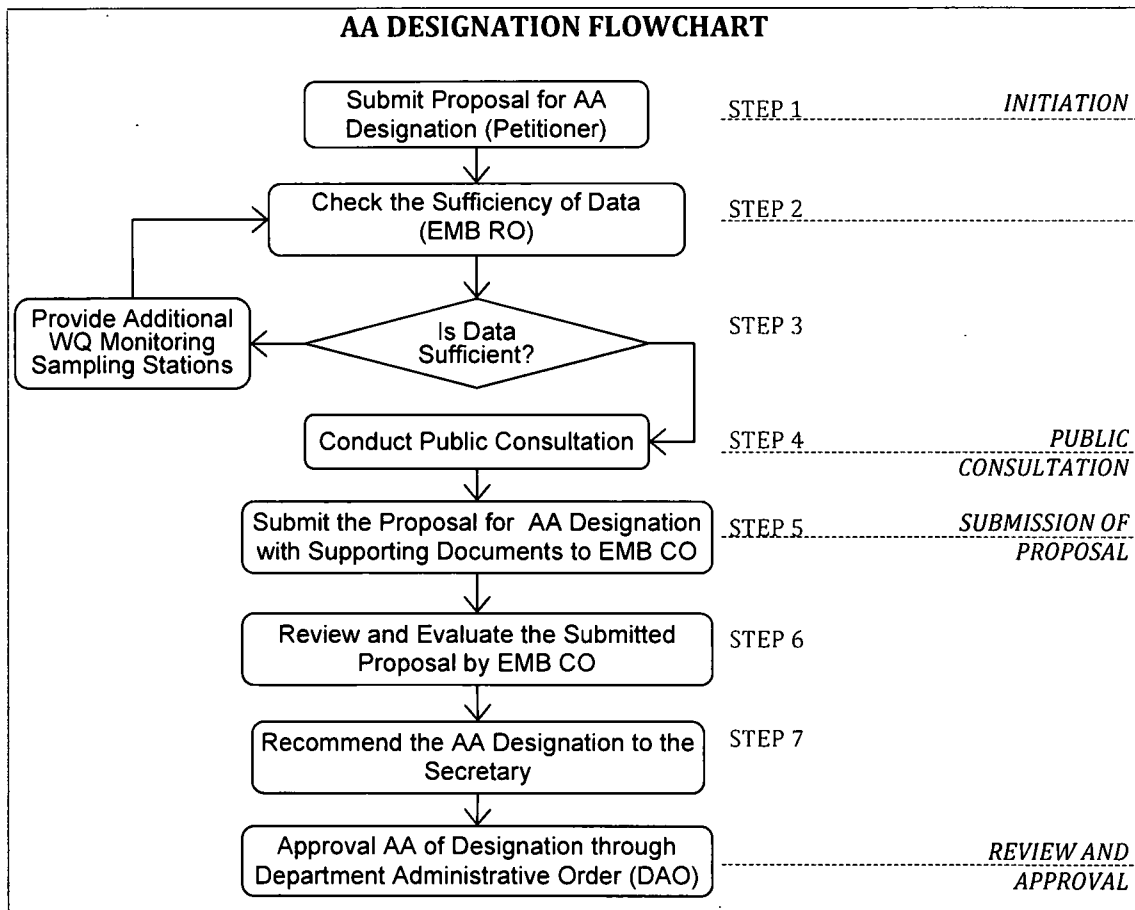 AA DESIGNATION FLOWCHART
Submit Proposal for AA
Designation (Petitioner)
STEP 1
INITIATION
Check the Sufficiency of Data
(EMB RO)
STEP 2
Provide Additional
WQ Monitoring
Sampling Stations
Is Data
Sufficient?
STEP 3
Conduct Public Consultation
STEP 4
PUBLIC
CONSULTATION
Submit the Proposal for AA Designation
with Supporting Documents to EMB CO
STEP 5
SUBMISSION OF
PROPOSAL
Review and Evaluate the Submitted
Proposal by EMB CO
STEP 6
Recommend the AA Designation to the
Secretary
STEP 7
Approval AA of Designation through
Department Administrative Order (DAO)
REVIEW AND
APPROVAL